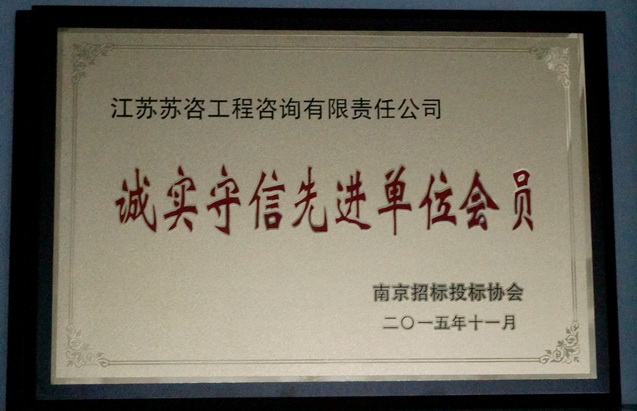 江苏苏咨工程咨询有限责任公司
诚实守信先进单位会员
南京招标投标协会
二〇一五年十一月